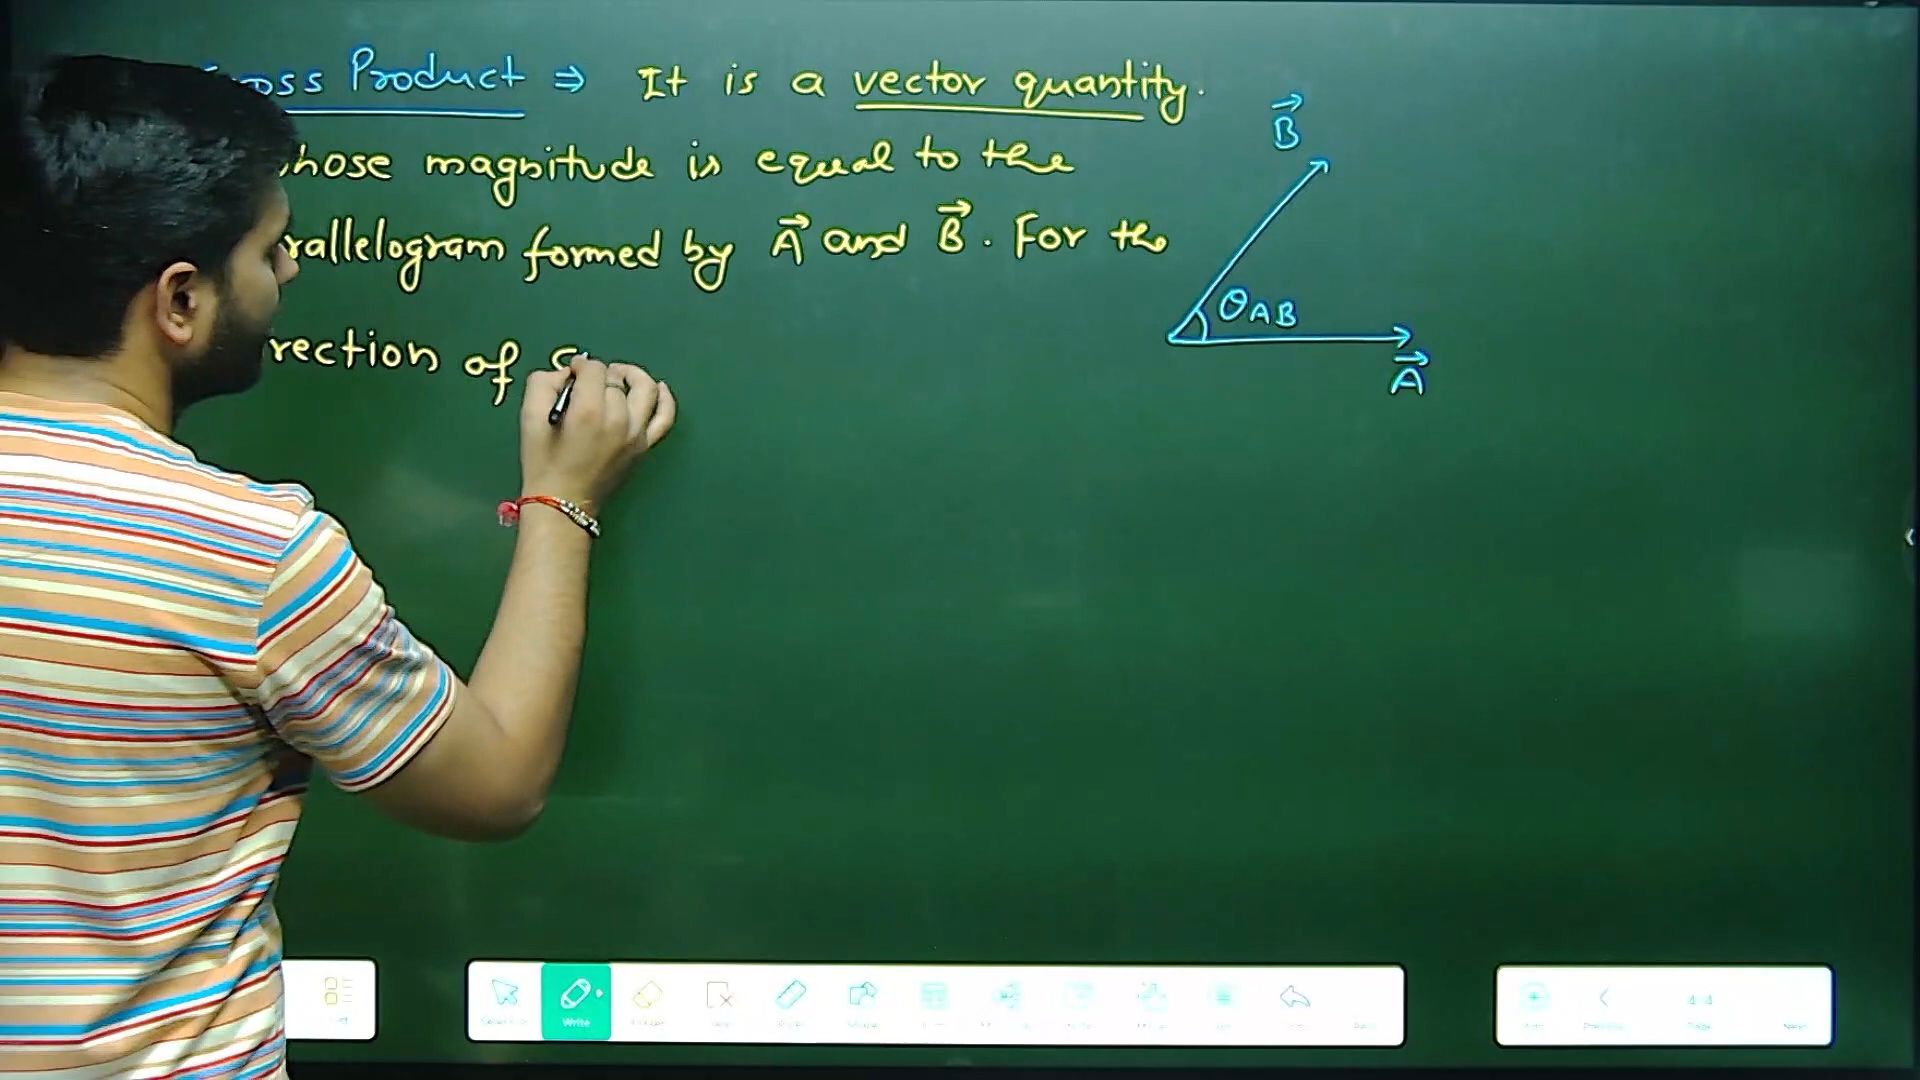 oss Product ⇒ It is a vector quantity.
hose magnitude is equal to the
rallelogram formed by A⃗ and B⃗. For the
rection of
B⃗
θAB
A⃗
Write